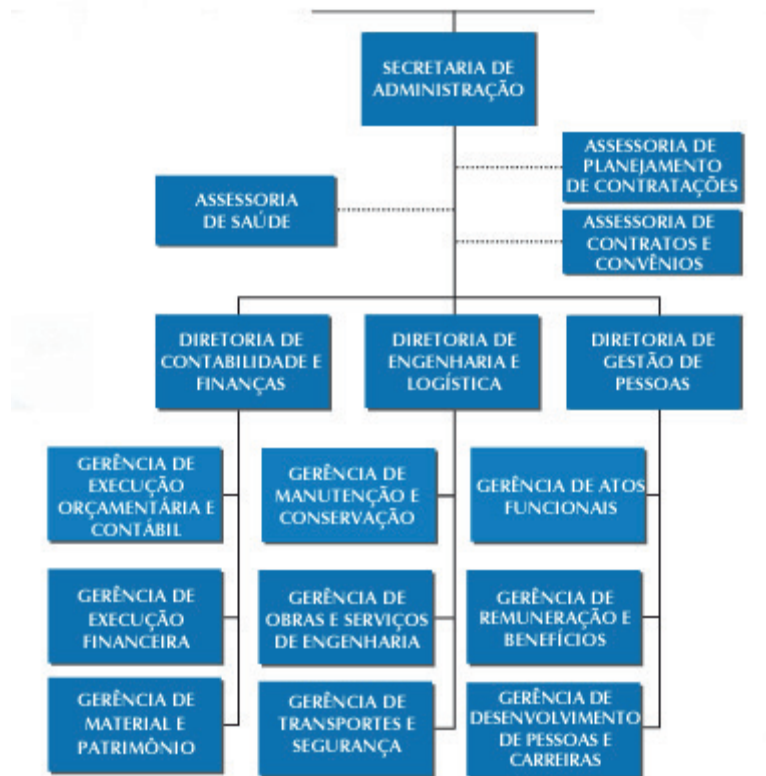 SECRETARIA DE
ADMINISTRAÇÃO
ASSESSORIA DE
PLANEJAMENTO
DE CONTRATAÇÕES
ASSESSORIA
DE SAÚDE
ASSESSORIA DE
CONTRATOS E
CONVÊNIOS
DIRETORIA DE
CONTABILIDADE E
FINANÇAS
DIRETORIA DE
ENGENHARIA E
LOGÍSTICA
DIRETORIA DE
GESTÃO DE
PESSOAS
GERÊNCIA DE
EXECUÇÃO
ORÇAMENTÁRIA E
CONTÁBIL
GERÊNCIA DE
MANUTENÇÃO E
CONSERVAÇÃO
GERÊNCIA DE ATOS
FUNCIONAIS
GERÊNCIA DE
EXECUÇÃO
FINANCEIRA
GERÊNCIA DE
OBRAS E SERVIÇOS
DE ENGENHARIA
GERÊNCIA DE
REMUNERAÇÃO E
BENEFÍCIOS
GERÊNCIA DE
MATERIAL E
PATRIMÔNIO
GERÊNCIA DE
TRANSPORTES E
SEGURANÇA
GERÊNCIA DE
DESENVOLVIMENTO
DE PESSOAS E
CARREIRAS